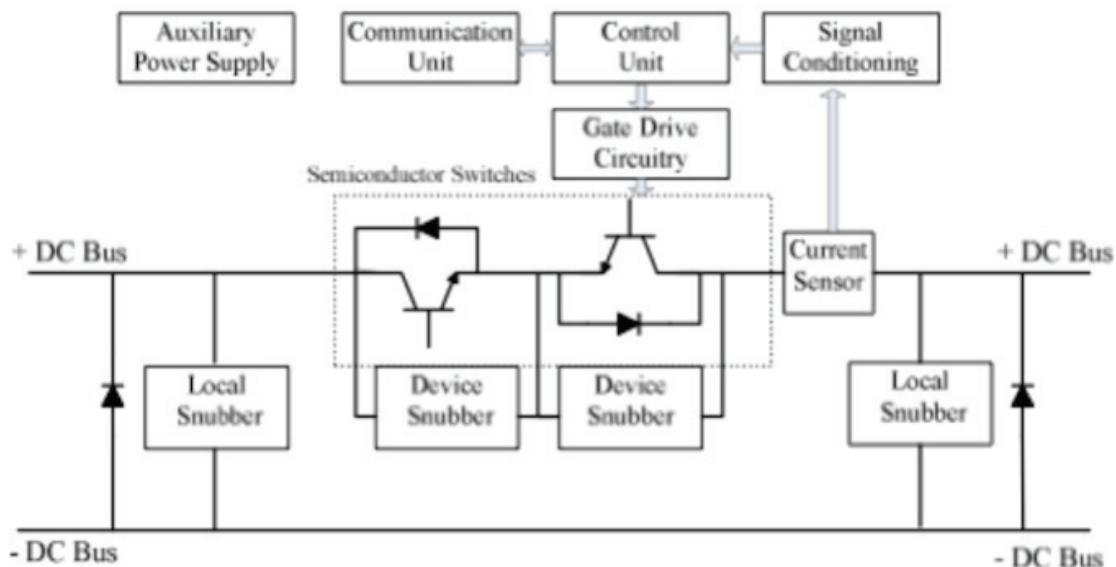 Auxiliary
Power Supply
Communication
Unit
Control
Unit
Signal
Conditioning
Gate Drive
Circuitry
Semiconductor Switches
+ DC Bus
Current
Sensor
+ DC Bus
Local
Snubber
Device
Snubber
Device
Snubber
Local
Snubber
- DC Bus
- DC Bus